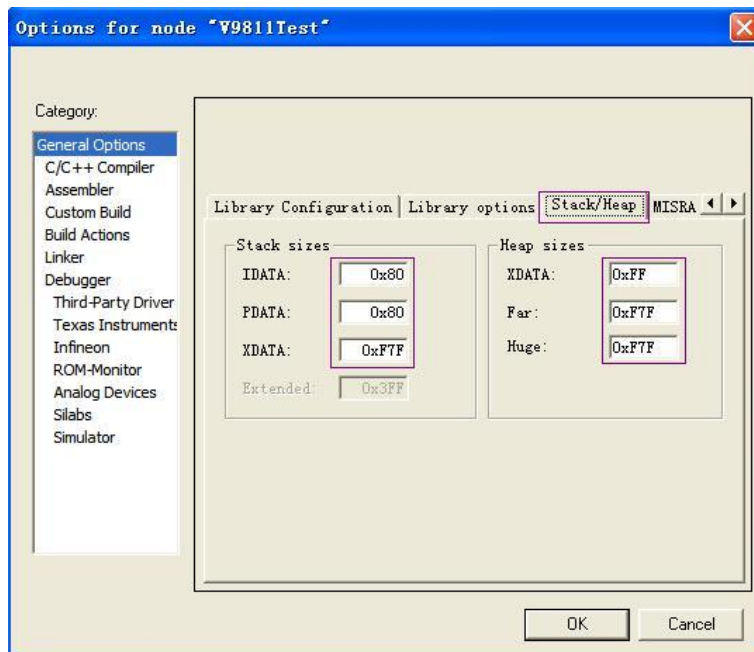 Options for node "V9811Test"
Category:
General Options
C/C++ Compiler
Assembler
Custom Build
Build Actions
Linker
Debugger
Third-Party Driver
Texas Instruments
Infineon
ROM-Monitor
Analog Devices
Silabs
Simulator
Library Configuration Library options Stack/Heap MISRA
Stack sizes
IDATA: 0x80
PDATA: 0x80
XDATA: 0xF7F
Extended: 0x3FF
Heap sizes
XDATA: 0xFF
Far: 0xF7F
Huge: 0xF7F
OK Cancel